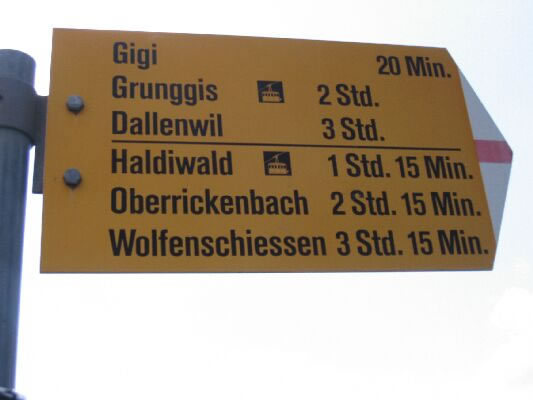 Gigi 20 Min.
Grunggis 2 Std.
Dallenwil 3 Std.
Haldiwald 1 Std. 15 Min.
Oberrickenbach 2 Std. 15 Min.
Wolfenschiessen 3 Std. 15 Min.